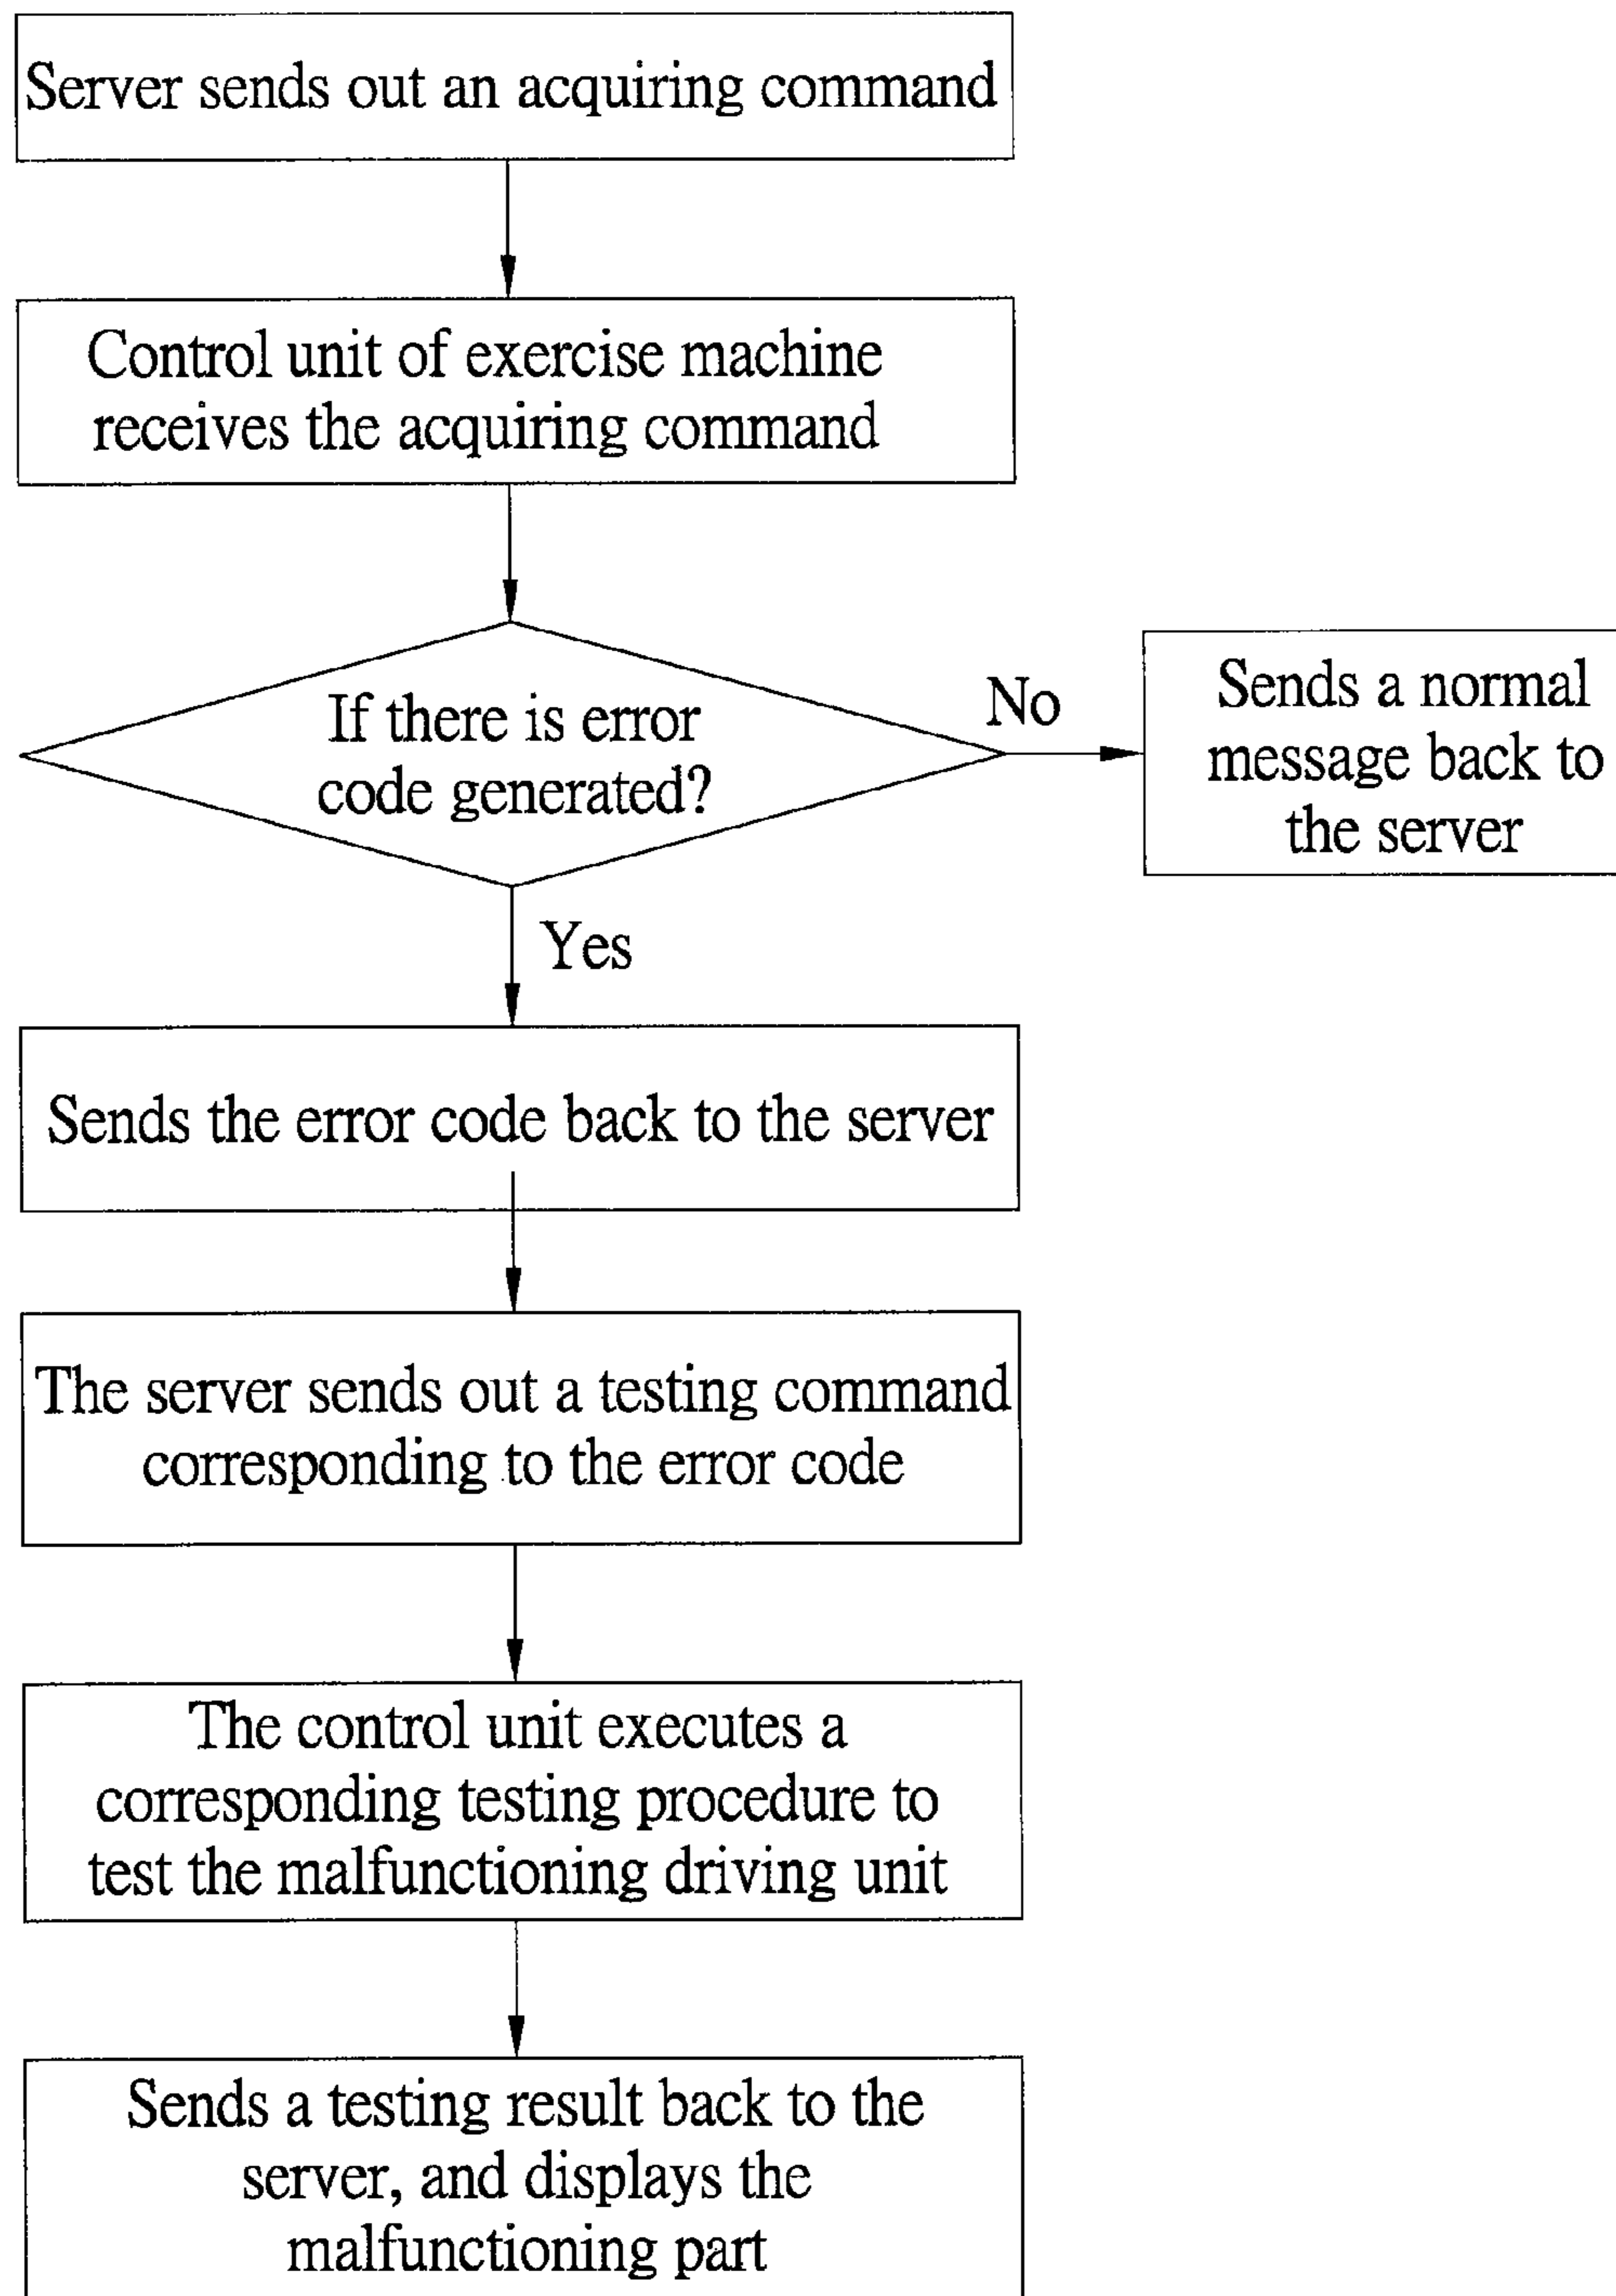 Server sends out an acquiring command
Control unit of exercise machine
receives the acquiring command
If there is error
code generated?
No
Sends a normal
message back to
the server
Yes
Sends the error code back to the server
The server sends out a testing command
corresponding to the error code
The control unit executes a
corresponding testing procedure to
test the malfunctioning driving unit
Sends a testing result back to the
server, and displays the
malfunctioning part